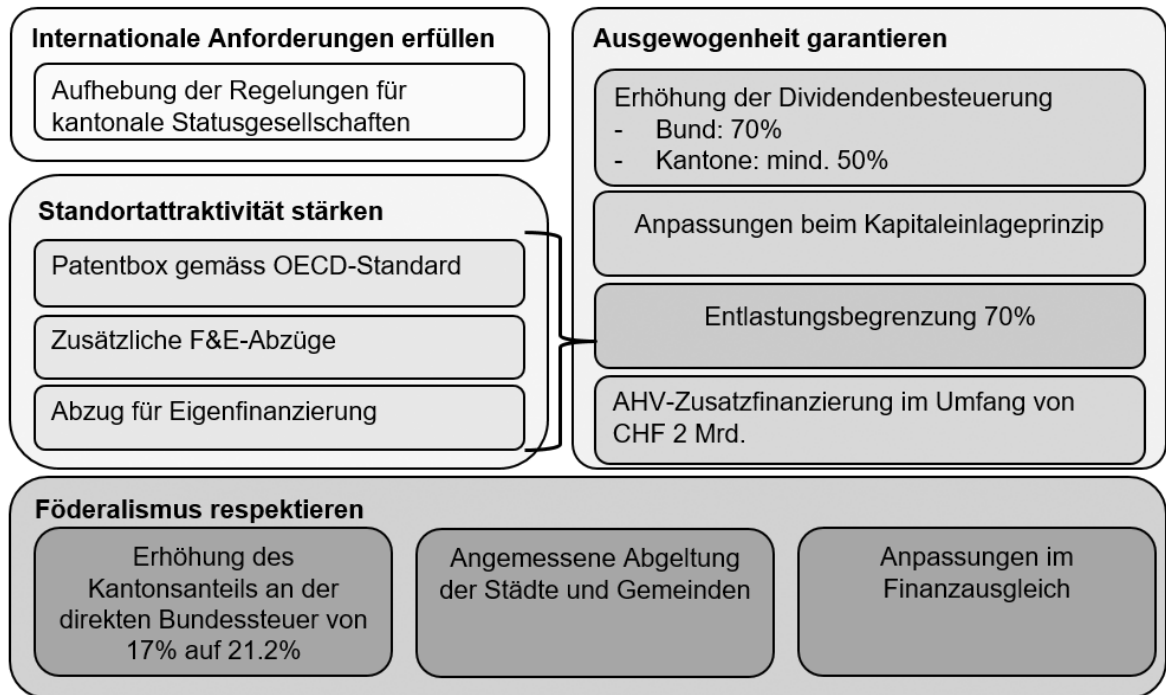 Internationale Anforderungen erfüllen
Aufhebung der Regelungen für
kantonale Statusgesellschaften
Standortattraktivität stärken
Patentbox gemäss OECD-Standard
Zusätzliche F&E-Abzüge
Abzug für Eigenfinanzierung
Ausgewogenheit garantieren
Erhöhung der Dividendenbesteuerung
- Bund: 70%
- Kantone: mind. 50%
Anpassungen beim Kapitaleinlageprinzip
Entlastungsbegrenzung 70%
AHV-Zusatzfinanzierung im Umfang von
CHF 2 Mrd.
Föderalismus respektieren
Erhöhung des
Kantonsanteils an der
direkten Bundessteuer von
17% auf 21.2%
Angemessene Abgeltung
der Städte und Gemeinden
Anpassungen im
Finanzausgleich